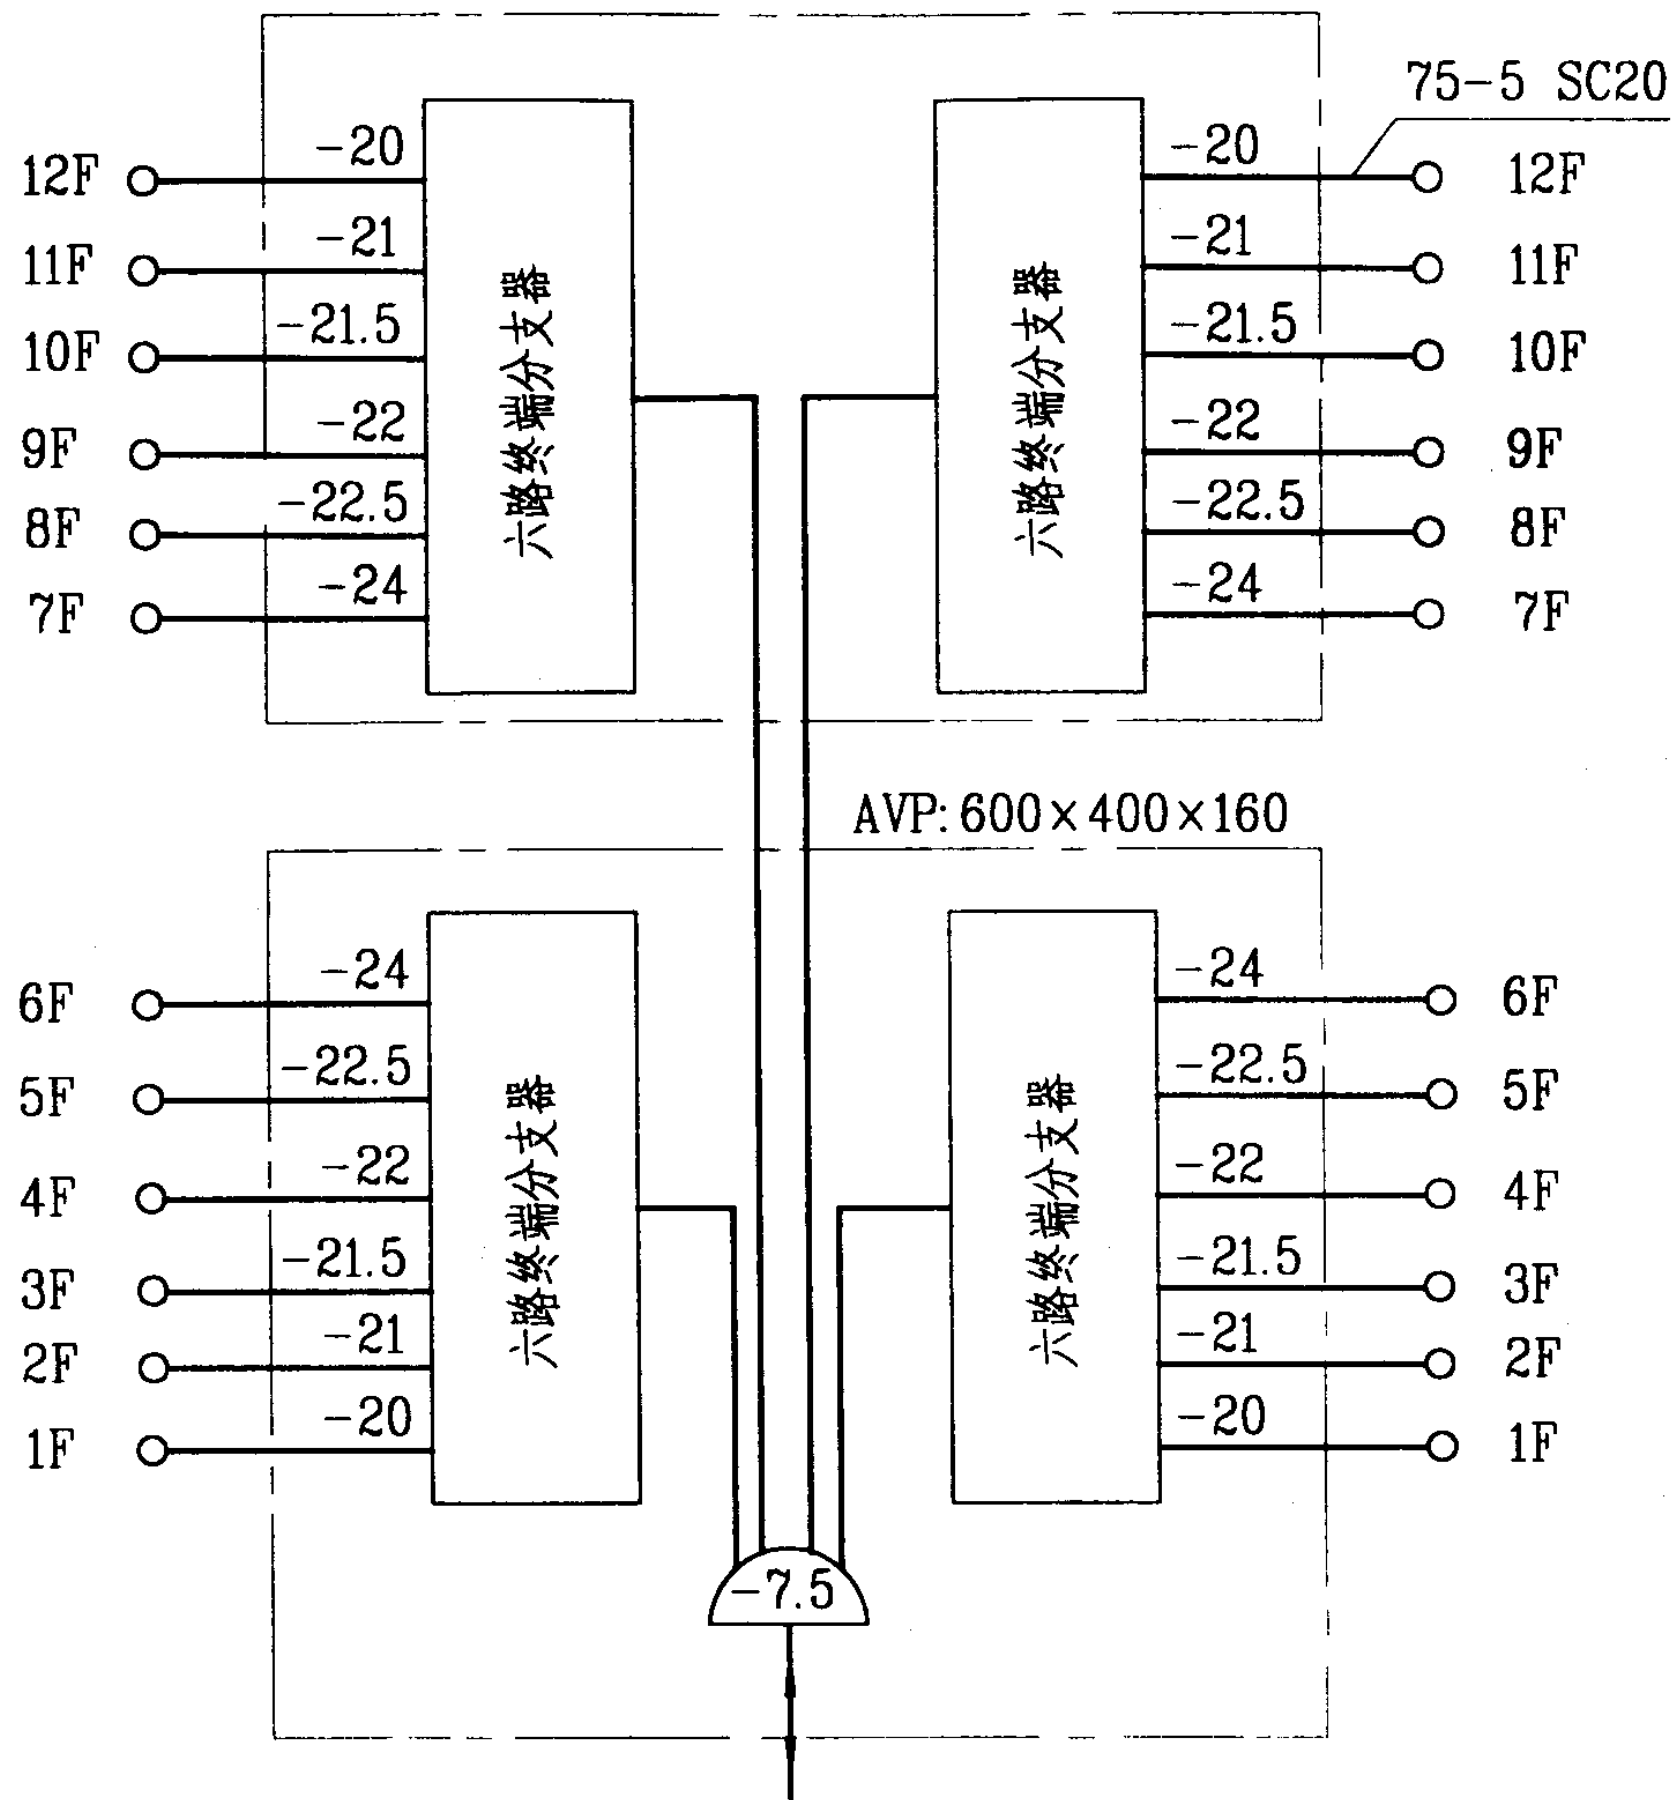 75-5 SC20
12F -20 -20 12F
11F -21 -21 11F
10F -21.5 -21.5 10F
9F -22 -22 9F
8F -22.5 -22.5 8F
7F -24 -24 7F
六路终端分支器
六路终端分支器
AVP:600×400×160
6F -24 -24 6F
5F -22.5 -22.5 5F
4F -22 -22 4F
3F -21.5 -21.5 3F
2F -21 -21 2F
1F -20 -20 1F
六路终端分支器
六路终端分支器
-7.5